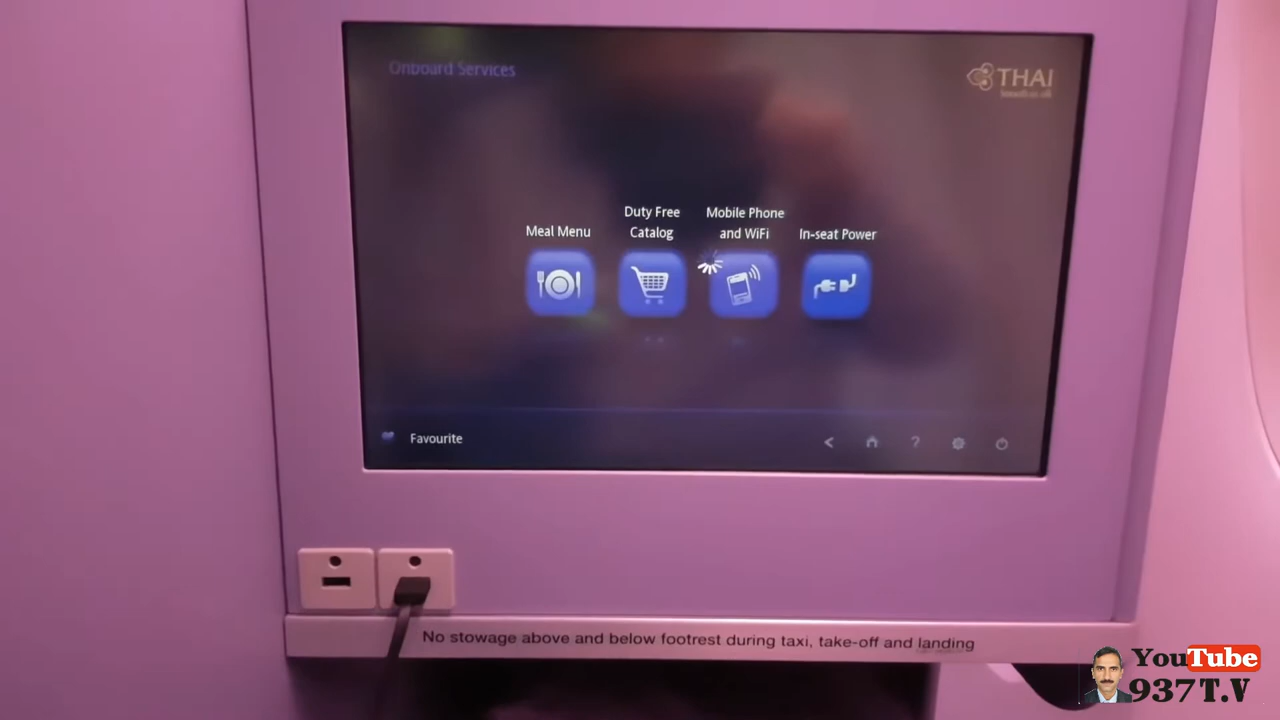 Onboard Services
THAI
Meal Menu
Duty Free
Catalog
Mobile Phone
and WiFi
In-seat Power
Favourite
?
No stowage above and below footrest during taxi, take-off and landing
YouTube
937T.V